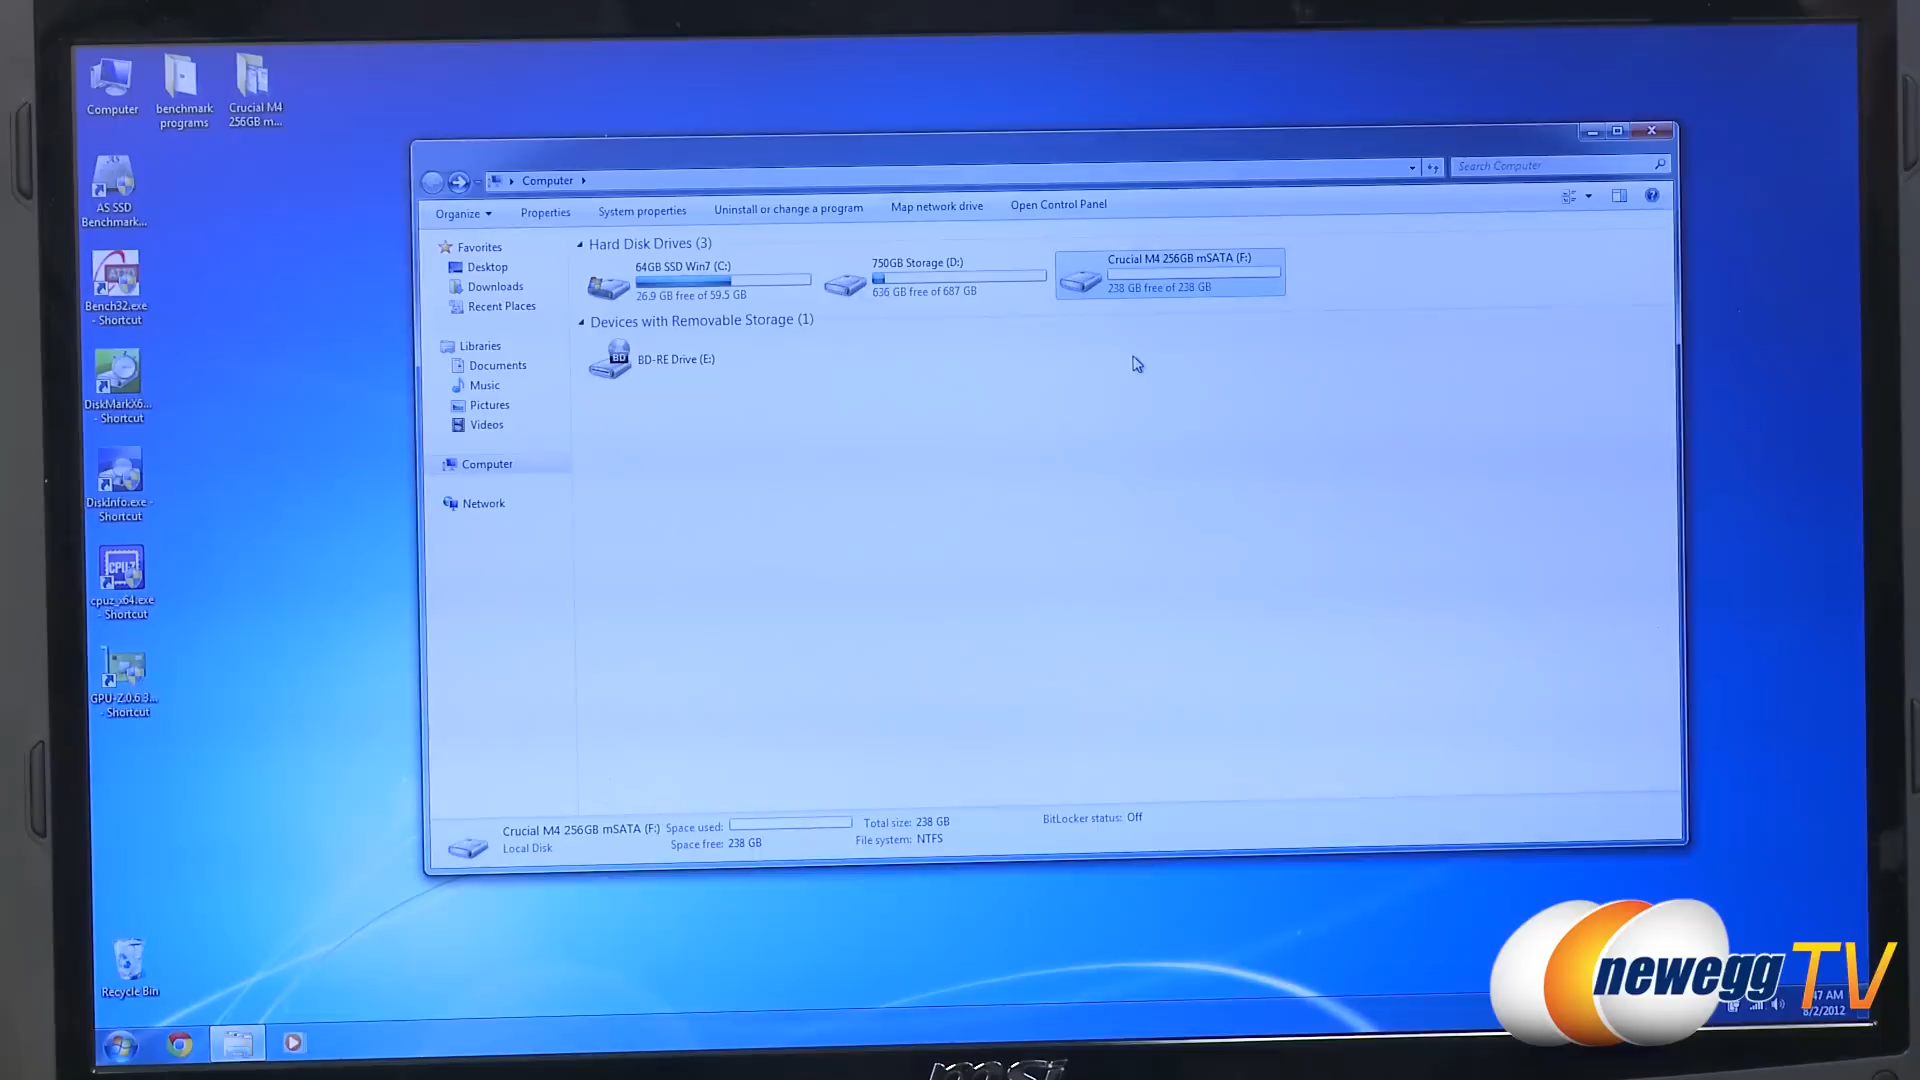 Computer
benchmark
programs
Crucial M4
256GB m...
AS SSD
Benchmark...
Bench32.exe
- Shortcut
DiskMarkX6...
- Shortcut
DiskInfo.exe -
Shortcut
CPU-Z
cpuz_x64.exe
- Shortcut
GPU-Z.0.6.3...
- Shortcut
Recycle Bin
Computer
Search Computer
Organize
Properties
System properties
Uninstall or change a program
Map network drive
Open Control Panel
Favorites
Desktop
Downloads
Recent Places
Libraries
Documents
Music
Pictures
Videos
Computer
Network
Hard Disk Drives (3)
64GB SSD Win7 (C:)
26.9 GB free of 59.5 GB
750GB Storage (D:)
636 GB free of 687 GB
Crucial M4 256GB mSATA (F:)
238 GB free of 238 GB
Devices with Removable Storage (1)
BD
BD-RE Drive (E:)
Crucial M4 256GB mSATA (F:) Space used: Total size: 238 GB BitLocker status: Off
Local Disk Space free: 238 GB File system: NTFS
newegg TV
47 AM
8/2/2012
msi